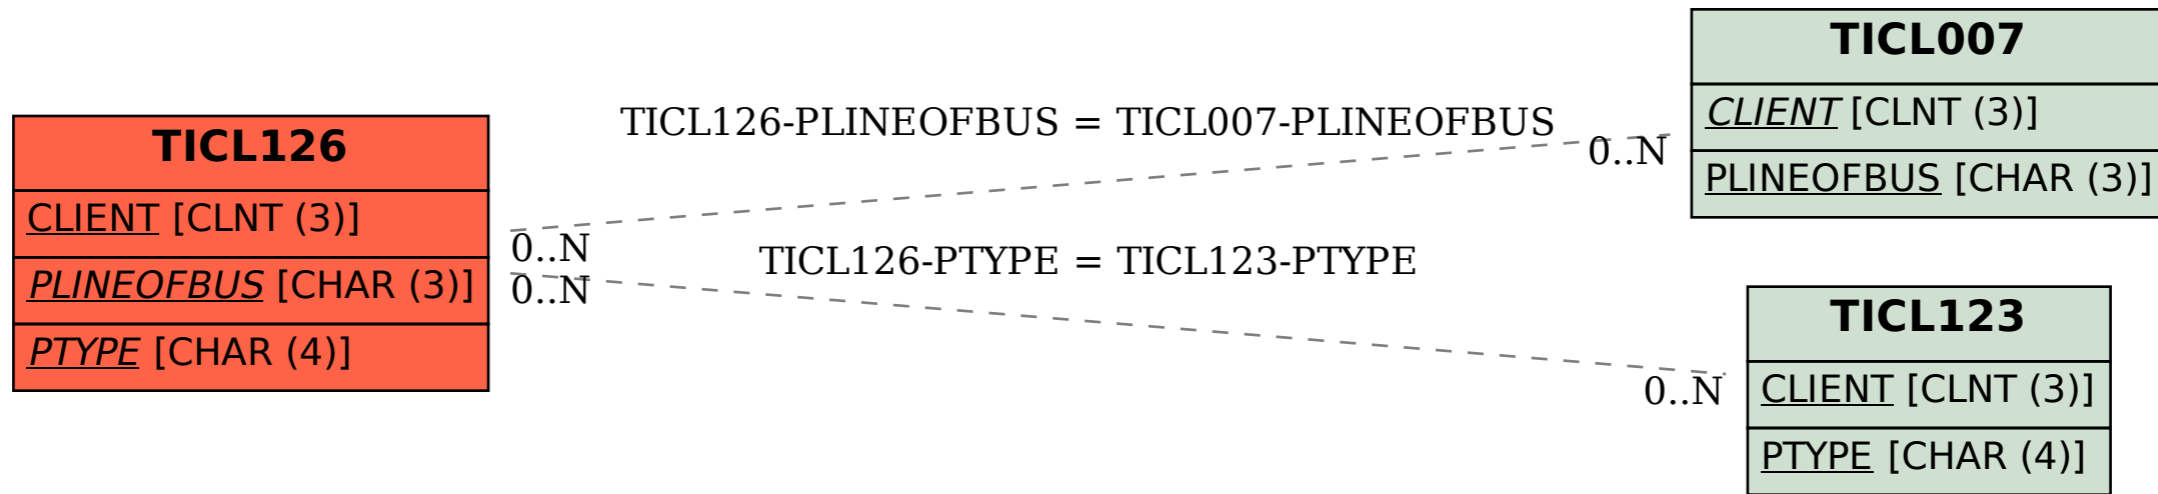 TICL126
CLIENT [CLNT (3)]
PLINEOFBUS [CHAR (3)]
PTYPE [CHAR (4)]
TICL126-PLINEOFBUS = TICL007-PLINEOFBUS
0..N
0..N
TICL126-PTYPE = TICL123-PTYPE
0..N
0..N
TICL007
CLIENT [CLNT (3)]
PLINEOFBUS [CHAR (3)]
TICL123
CLIENT [CLNT (3)]
PTYPE [CHAR (4)]